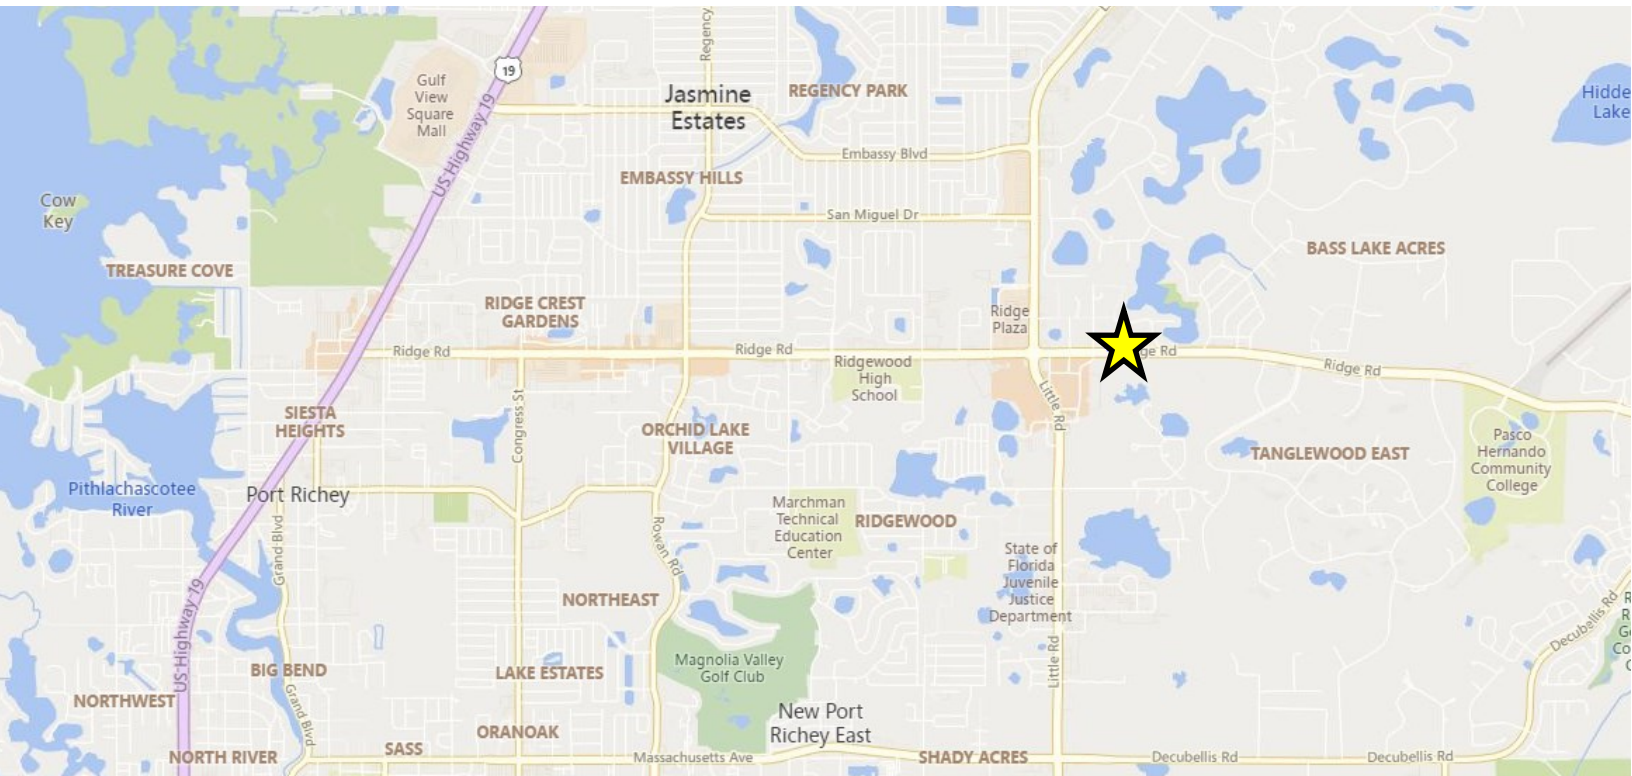 Regency
19
Gulf
View
Square
Mall
Jasmine
Estates
REGENCY PARK
Hidde
Lake
US Highway 19
Embassy Blvd
EMBASSY HILLS
Cow
Key
San Miguel Dr
BASS LAKE ACRES
TREASURE COVE
RIDGE CREST
GARDENS
Ridge
Plaza
Ridge Rd
Ridge Rd
ge Rd
Ridge Rd
Ridgewood
High
School
Little Rd
Congress St
SIESTA
HEIGHTS
ORCHID LAKE
VILLAGE
TANGLEWOOD EAST
Pasco
Hernando
Community
College
Pithlachascotee
River
Port Richey
Marchman
Technical
Education
Center
RIDGEWOOD
Grand Blvd
Rowan Rd
State of
Florida
Juvenile
Justice
Department
US Highway 19
NORTHEAST
Decubellis Rd
R
R
Go
Co
C
BIG BEND
LAKE ESTATES
Magnolia Valley
Golf Club
Little Rd
NORTHWEST
Grand Blvd
New Port
Richey East
ORANOAK
NORTH RIVER
SASS
Massachusetts Ave
SHADY ACRES
Decubellis Rd
Decubellis Rd